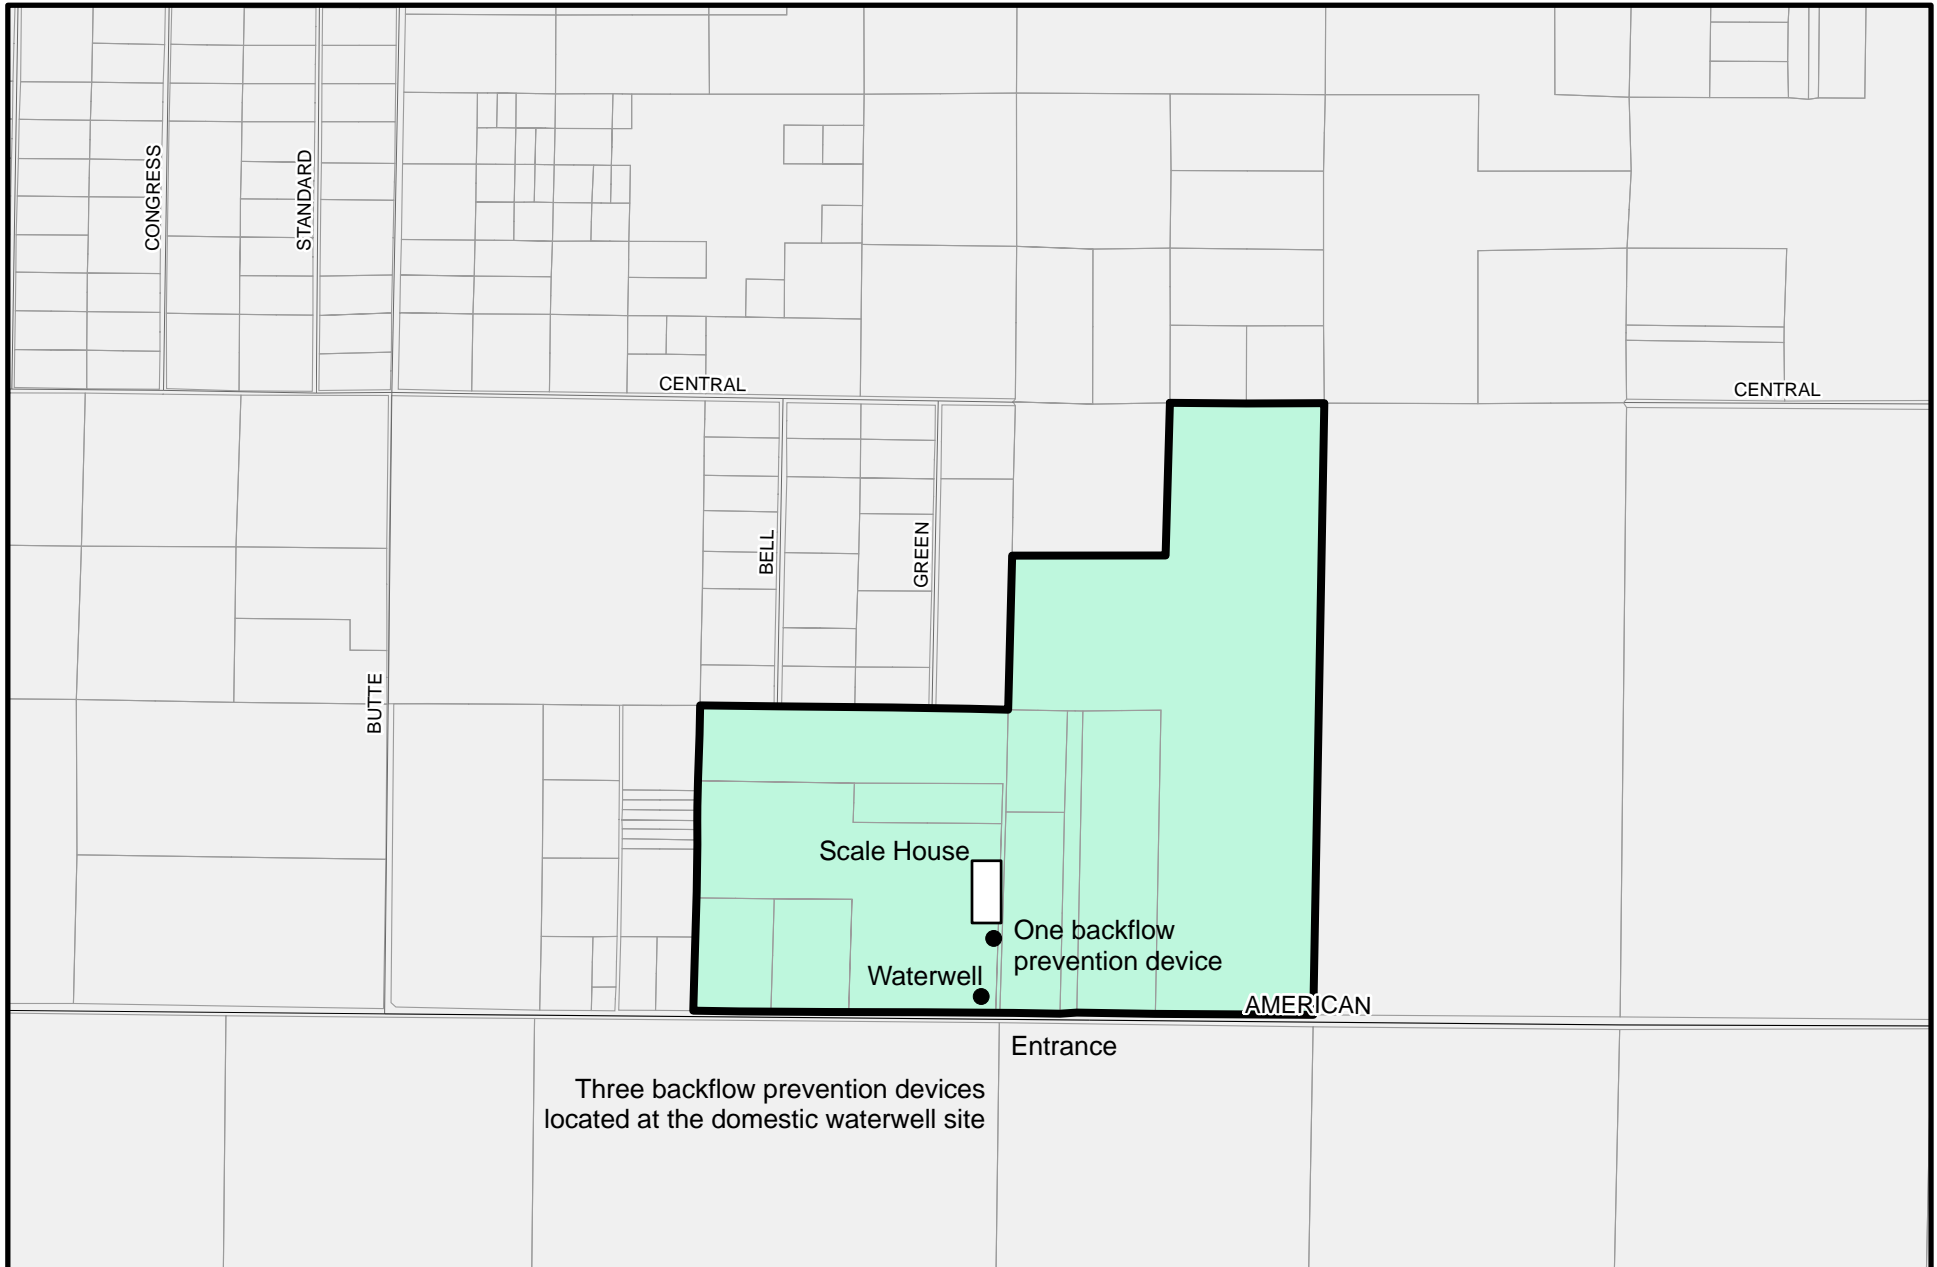 CONGRESS
STANDARD
CENTRAL
CENTRAL
BELL
GREEN
BUTTE
Scale House
One backflow
prevention device
Waterwell
AMERICAN
Entrance
Three backflow prevention devices
located at the domestic waterwell site